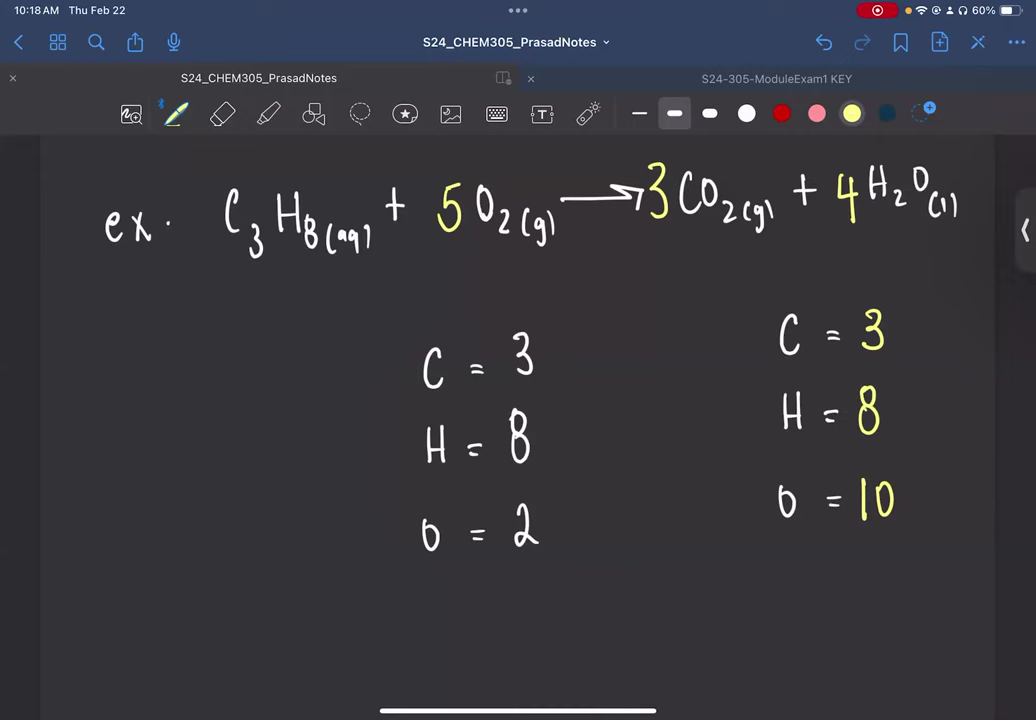 10:18 AM Thu Feb 22 60%
S24_CHEM305_PrasadNotes
S24_CHEM305_PrasadNotes S24-305-ModuleExam1 KEY
T
ex. C₃H₈(aq) + 5O₂(g) → 3CO₂(g) + 4H₂O(l)
C = 3 C = 3
H = 8 H = 8
O = 2 O = 10